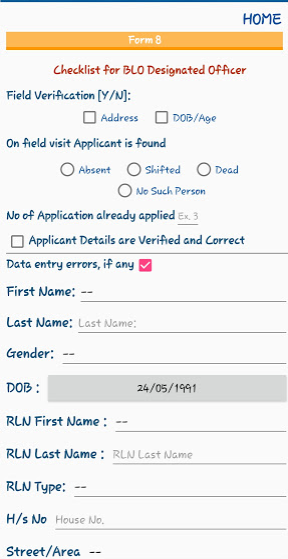 HOME
Form 8
Checklist for BLO Designated Officer
Field Verification [Y/N]:
Address DOB/Age
On field visit Applicant is found
Absent Shifted Dead
No Such Person
No of Application already applied Ex. 3
Applicant Details are Verified and Correct
Data entry errors, if any
First Name: --
Last Name: Last Name:
Gender: --
DOB : 24/05/1991
RLN First Name : --
RLN Last Name : RLN Last Name
RLN Type: --
H/s No House No.
Street/Area --